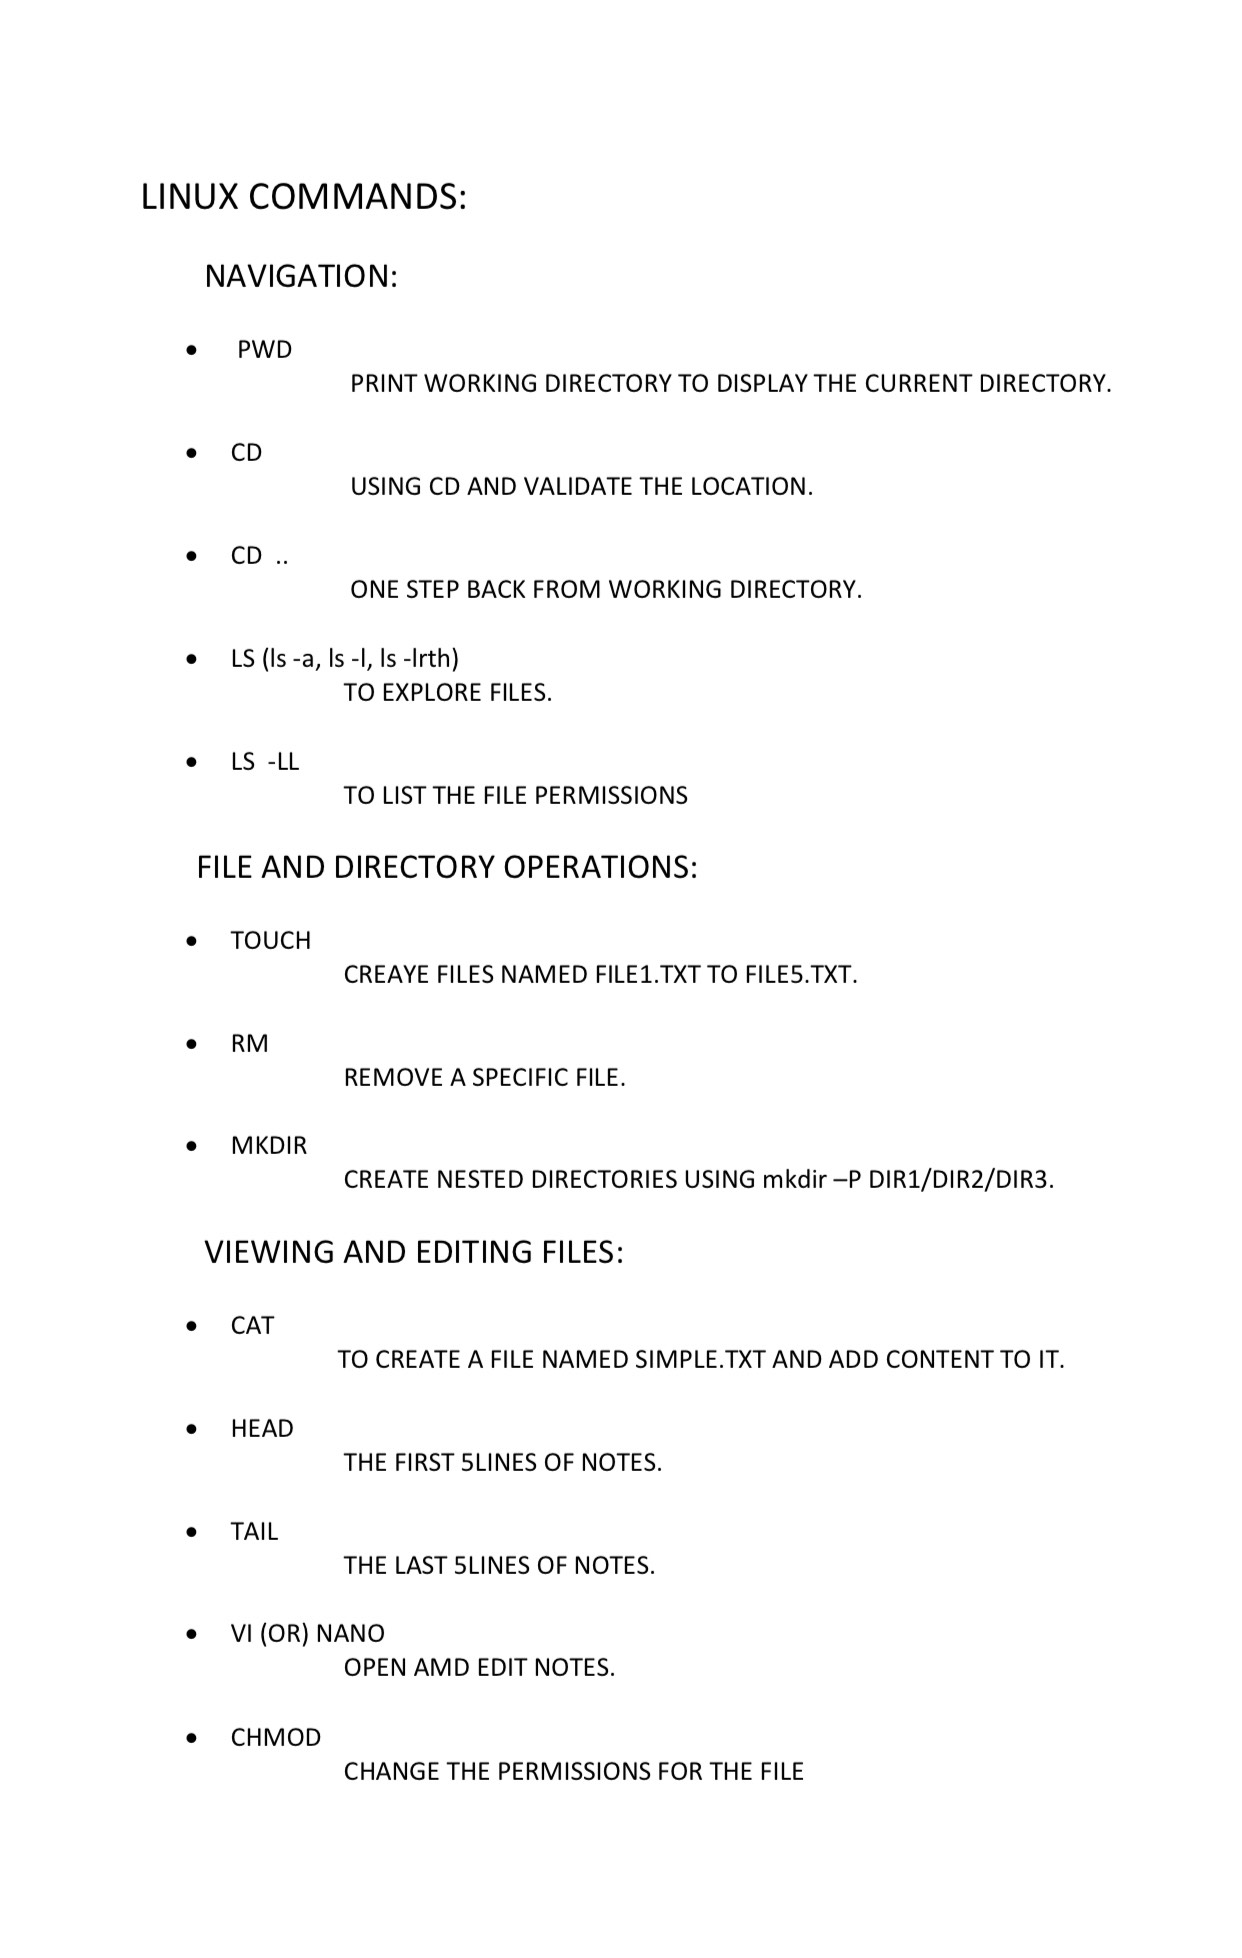 LINUX COMMANDS:
NAVIGATION:
• PWD
PRINT WORKING DIRECTORY TO DISPLAY THE CURRENT DIRECTORY.
• CD
USING CD AND VALIDATE THE LOCATION.
• CD ..
ONE STEP BACK FROM WORKING DIRECTORY.
• LS (ls -a, ls -l, ls -lrth)
TO EXPLORE FILES.
• LS -LL
TO LIST THE FILE PERMISSIONS
FILE AND DIRECTORY OPERATIONS:
• TOUCH
CREAYE FILES NAMED FILE1.TXT TO FILE5.TXT.
• RM
REMOVE A SPECIFIC FILE.
• MKDIR
CREATE NESTED DIRECTORIES USING mkdir –P DIR1/DIR2/DIR3.
VIEWING AND EDITING FILES:
• CAT
TO CREATE A FILE NAMED SIMPLE.TXT AND ADD CONTENT TO IT.
• HEAD
THE FIRST 5LINES OF NOTES.
• TAIL
THE LAST 5LINES OF NOTES.
• VI (OR) NANO
OPEN AMD EDIT NOTES.
• CHMOD
CHANGE THE PERMISSIONS FOR THE FILE